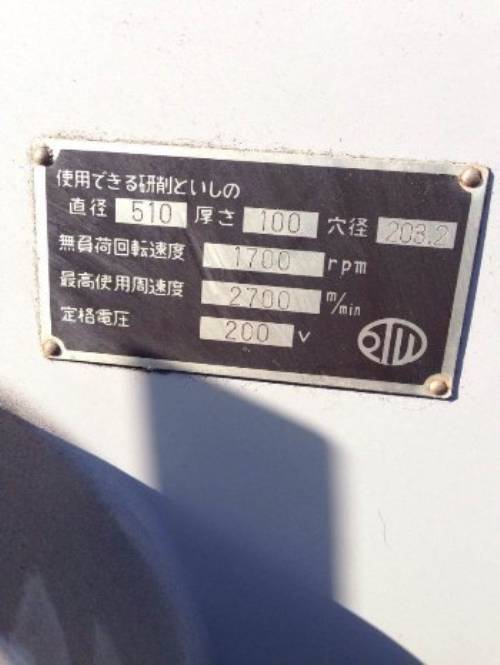 使用できる研削といしの
直径 510 厚さ 100 穴径 203.2
無負荷回転速度 1700 rpm
最高使用周速度 2700 m/min
定格電圧 200 V